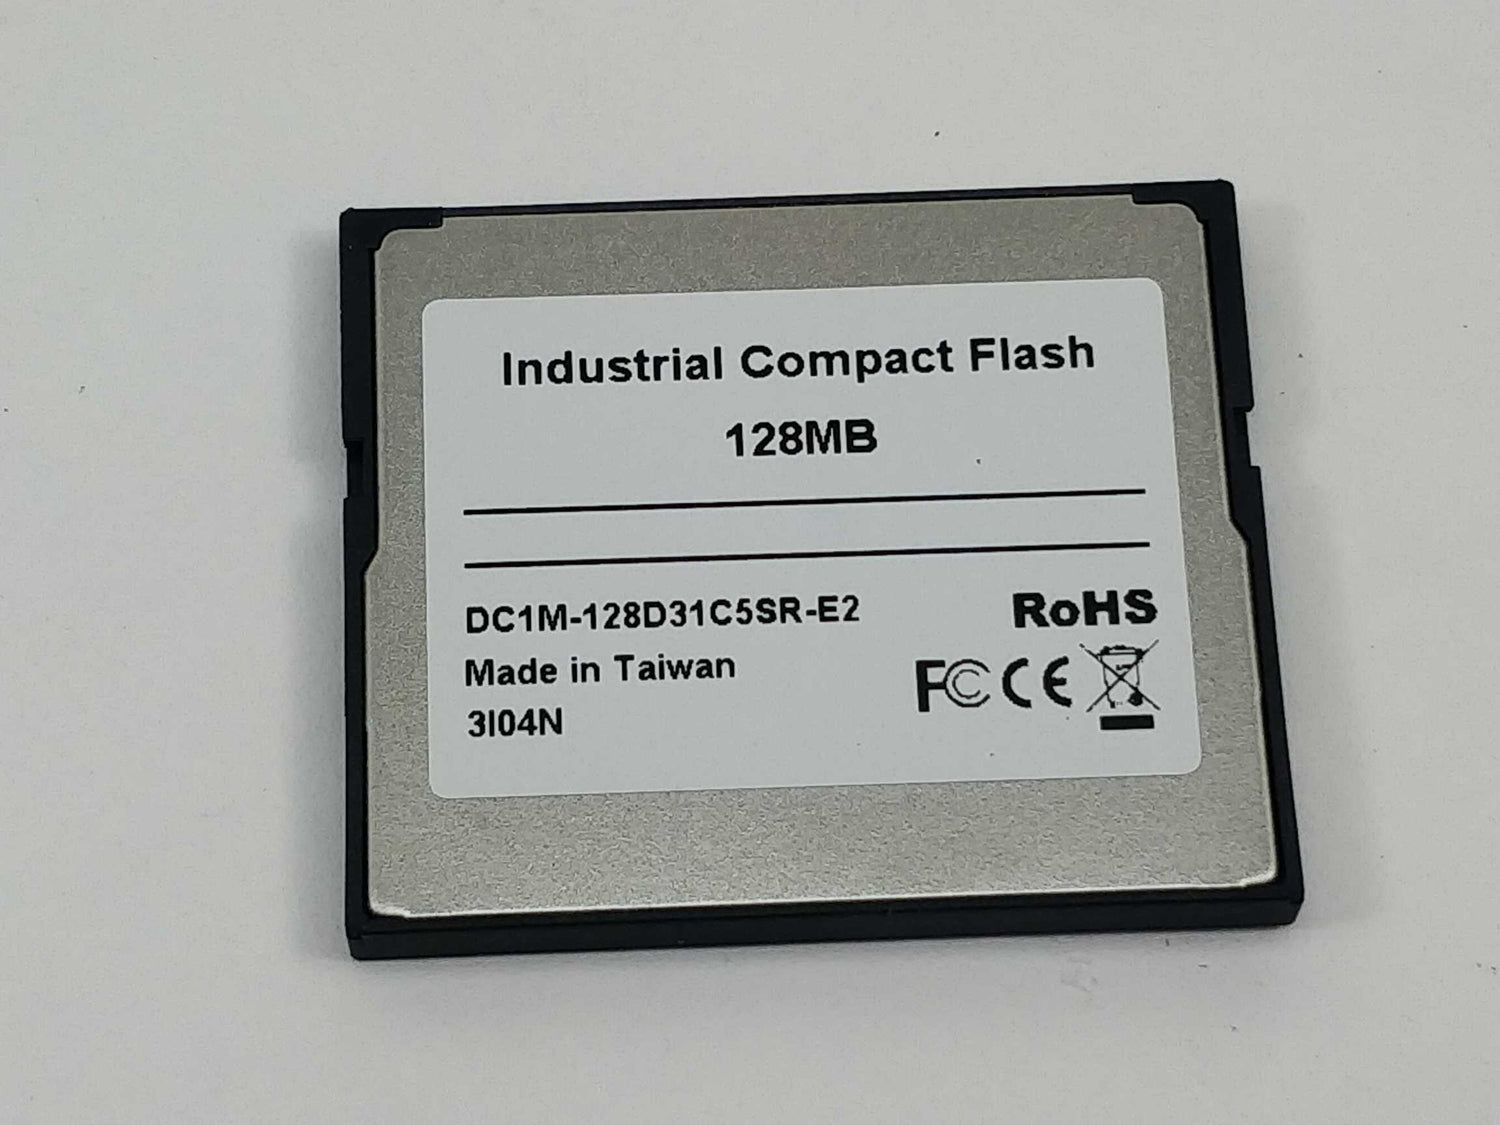 Industrial Compact Flash
128MB
DC1M-128D31C5SR-E2
RoHS
Made in Taiwan
FC CE
3I04N